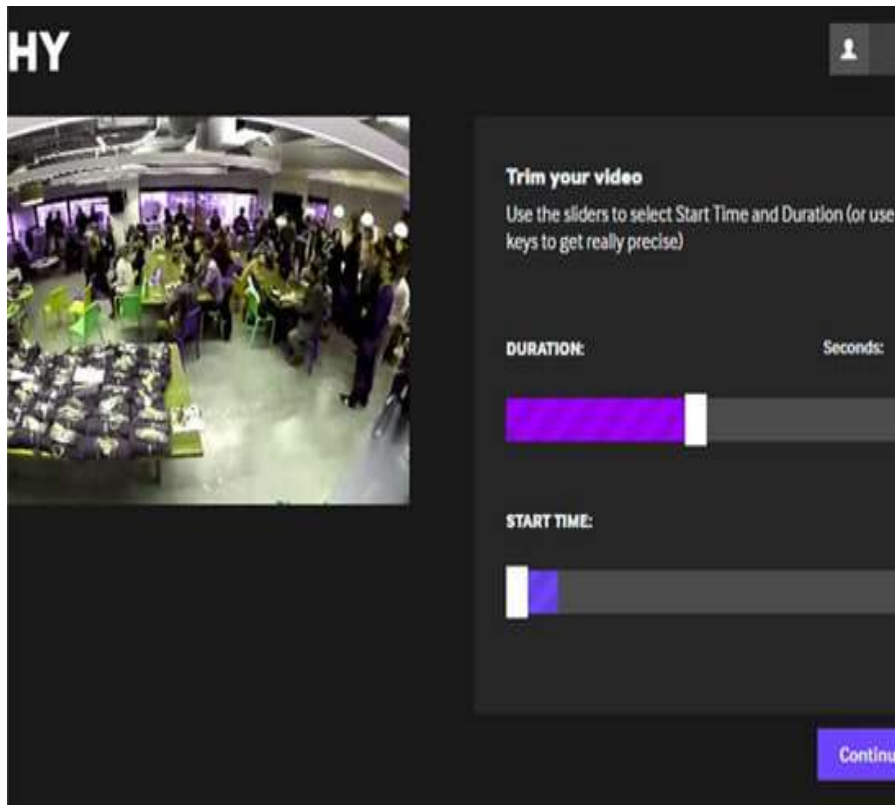 HY
Trim your video
Use the sliders to select Start Time and Duration (or use
keys to get really precise)
DURATION:
Seconds:
START TIME:
Continu